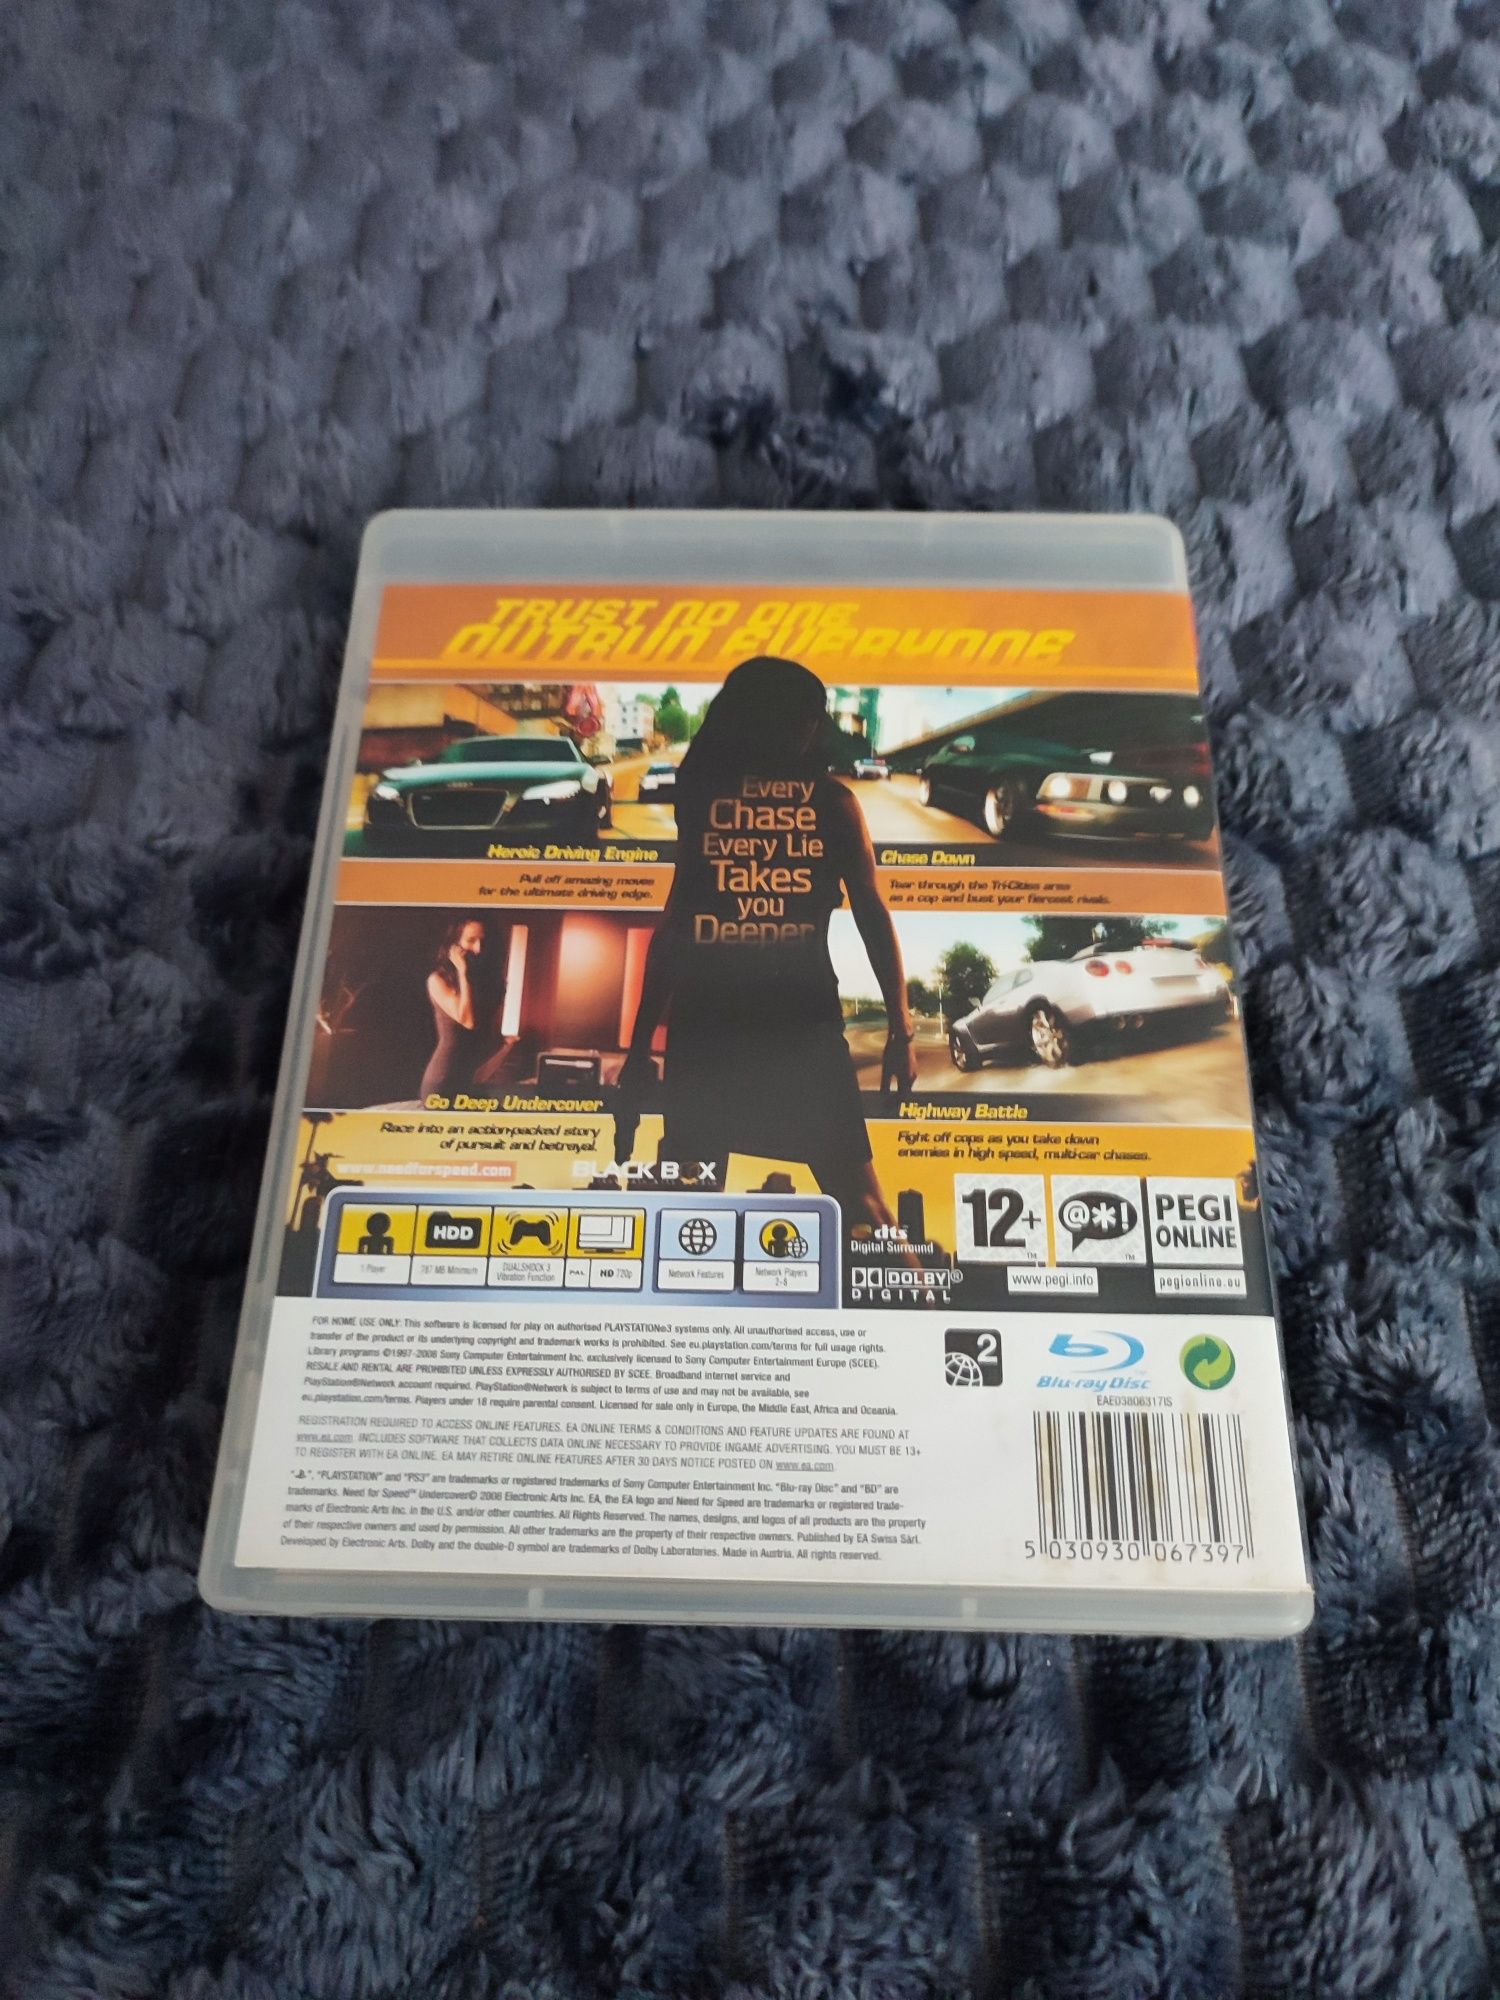 TRUST NO ONE
OUTRUN EVERYONE
Every
Chase
Every Lie
Takes
you
Deeper
Heroic Driving Engine
Pull off amazing moves
for the ultimate driving edge.
Chase Down
Tear through the Tri-Cities area
as a cop and bust your fiercest rivals.
Go Deep Undercover
Race into an action-packed story
of pursuit and betrayal.
Highway Battle
Fight off cops as you take down
enemies in high speed, multi-car chases.
www.needforspeed.com
BLACK BOX
HDD
1 Player
787 MB Minimum
DUALSHOCK 3
Vibration Function
PAL
HD 720p
Network Features
Network Players
2-8
dts
Digital Surround
DOLBY®
DIGITAL
12+
™
www.pegi.info
@*!
™
PEGI
ONLINE
pegionline.eu
FOR HOME USE ONLY: This software is licensed for play on authorised PLAYSTATION®3 systems only. All unauthorised access, use or
transfer of the product or its underlying copyright and trademark works is prohibited. See eu.playstation.com/terms for full usage rights.
Library programs ©1997-2008 Sony Computer Entertainment Inc. exclusively licensed to Sony Computer Entertainment Europe (SCEE).
RESALE AND RENTAL ARE PROHIBITED UNLESS EXPRESSLY AUTHORISED BY SCEE. Broadband internet service and
PlayStation®Network account required. PlayStation®Network is subject to terms of use and may not be available, see
eu.playstation.com/terms. Players under 18 require parental consent. Licensed for sale only in Europe, the Middle East, Africa and Oceania.
REGISTRATION REQUIRED TO ACCESS ONLINE FEATURES. EA ONLINE TERMS & CONDITIONS AND FEATURE UPDATES ARE FOUND AT
www.ea.com. INCLUDES SOFTWARE THAT COLLECTS DATA ONLINE NECESSARY TO PROVIDE INGAME ADVERTISING. YOU MUST BE 13+
TO REGISTER WITH EA ONLINE. EA MAY RETIRE ONLINE FEATURES AFTER 30 DAYS NOTICE POSTED ON www.ea.com.
" ", "PLAYSTATION" and "PS3" are trademarks or registered trademarks of Sony Computer Entertainment Inc. "Blu-ray Disc" and "BD" are
trademarks. Need for Speed™ Undercover© 2008 Electronic Arts Inc. EA, the EA logo and Need for Speed are trademarks or registered trade-
marks of Electronic Arts Inc. in the U.S. and/or other countries. All Rights Reserved. The names, designs, and logos of all products are the property
of their respective owners and used by permission. All other trademarks are the property of their respective owners. Published by EA Swiss Sàrl.
Developed by Electronic Arts. Dolby and the double-D symbol are trademarks of Dolby Laboratories. Made in Austria. All rights reserved.
2
Blu-ray Disc
EAE03806317IS
5 030930 067397